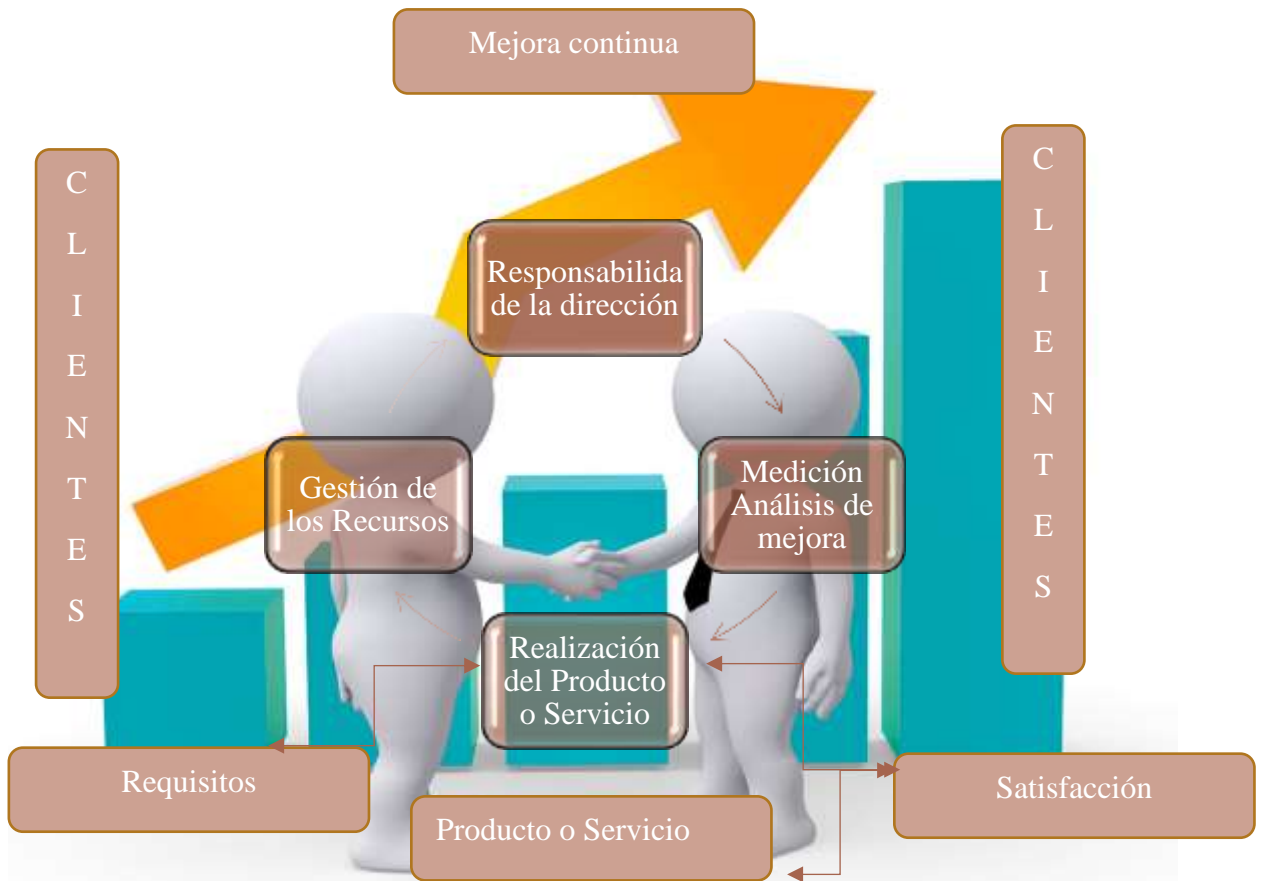 Mejora continua
C
L
I
E
N
T
E
S
Responsabilida
de la dirección
C
L
I
E
N
T
E
S
Gestión de
los Recursos
Medición
Análisis de
mejora
Realización
del Producto
o Servicio
Requisitos
Producto o Servicio
Satisfacción